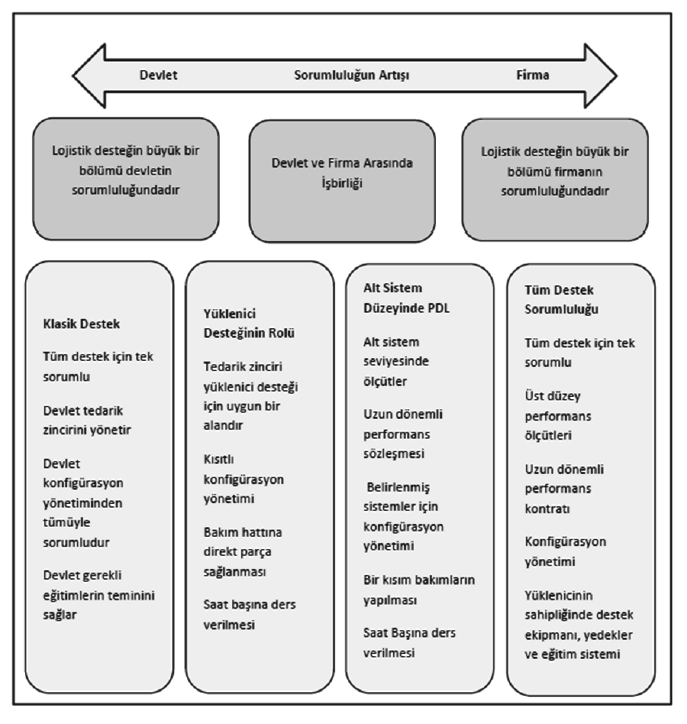 Devlet Sorumluluğun Artışı Firma
Lojistik desteğin büyük bir
bölümü devletin
sorumluluğundadır
Devlet ve Firma Arasında
İşbirliği
Lojistik desteğin büyük bir
bölümü firmanın
sorumluluğundadır
Klasik Destek
Tüm destek için tek
sorumlu
Devlet tedarik
zincirini yönetir
Devlet
konfigürasyon
yönetiminden
tümüyle
sorumludur
Devlet gerekli
eğitimlerin teminini
sağlar
Yüklenici
Desteğinin Rolü
Tedarik zinciri
yüklenici desteği
için uygun bir
alandır
Kısıtlı
konfigürasyon
yönetimi
Bakım hattına
direkt parça
sağlanması
Saat başına ders
verilmesi
Alt Sistem
Düzeyinde PDL
Alt sistem
seviyesinde
ölçütler
Uzun dönemli
performans
sözleşmesi
Belirlenmiş
sistemler için
konfigürasyon
yönetimi
Bir kısım bakımların
yapılması
Saat Başına ders
verilmesi
Tüm Destek
Sorumluluğu
Tüm destek için tek
sorumlu
Üst düzey
performans
ölçütleri
Uzun dönemli
performans
kontratı
Konfigürasyon
yönetimi
Yüklenicinin
sahipliğinde destek
ekipmanı, yedekler
ve eğitim sistemi